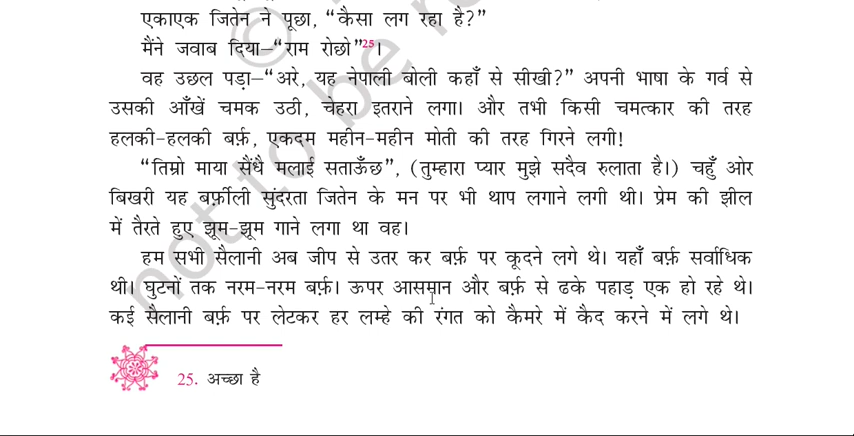 एकाएक जितेन ने पूछा, “कैसा लग रहा है?”
मैंने जवाब दिया–“राम रोछो”25।
वह उछल पड़ा–“अरे, यह नेपाली बोली कहाँ से सीखी?” अपनी भाषा के गर्व से
उसकी आँखें चमक उठी, चेहरा इतराने लगा। और तभी किसी चमत्कार की तरह
हलकी-हलकी बर्फ़, एकदम महीन-महीन मोती की तरह गिरने लगी!
“तिम्रो माया सैंधै मलाई सताऊँछ”, (तुम्हारा प्यार मुझे सदैव रुलाता है।) चहुँ ओर
बिखरी यह बर्फ़ीली सुंदरता जितेन के मन पर भी थाप लगाने लगी थी। प्रेम की झील
में तैरते हुए झूम-झूम गाने लगा था वह।
हम सभी सैलानी अब जीप से उतर कर बर्फ़ पर कूदने लगे थे। यहाँ बर्फ़ सर्वाधिक
थी। घुटनों तक नरम-नरम बर्फ़। ऊपर आसमान और बर्फ़ से ढके पहाड़ एक हो रहे थे।
कई सैलानी बर्फ़ पर लेटकर हर लम्हे की रंगत को कैमरे में कैद करने में लगे थे।
25. अच्छा है
not to be re